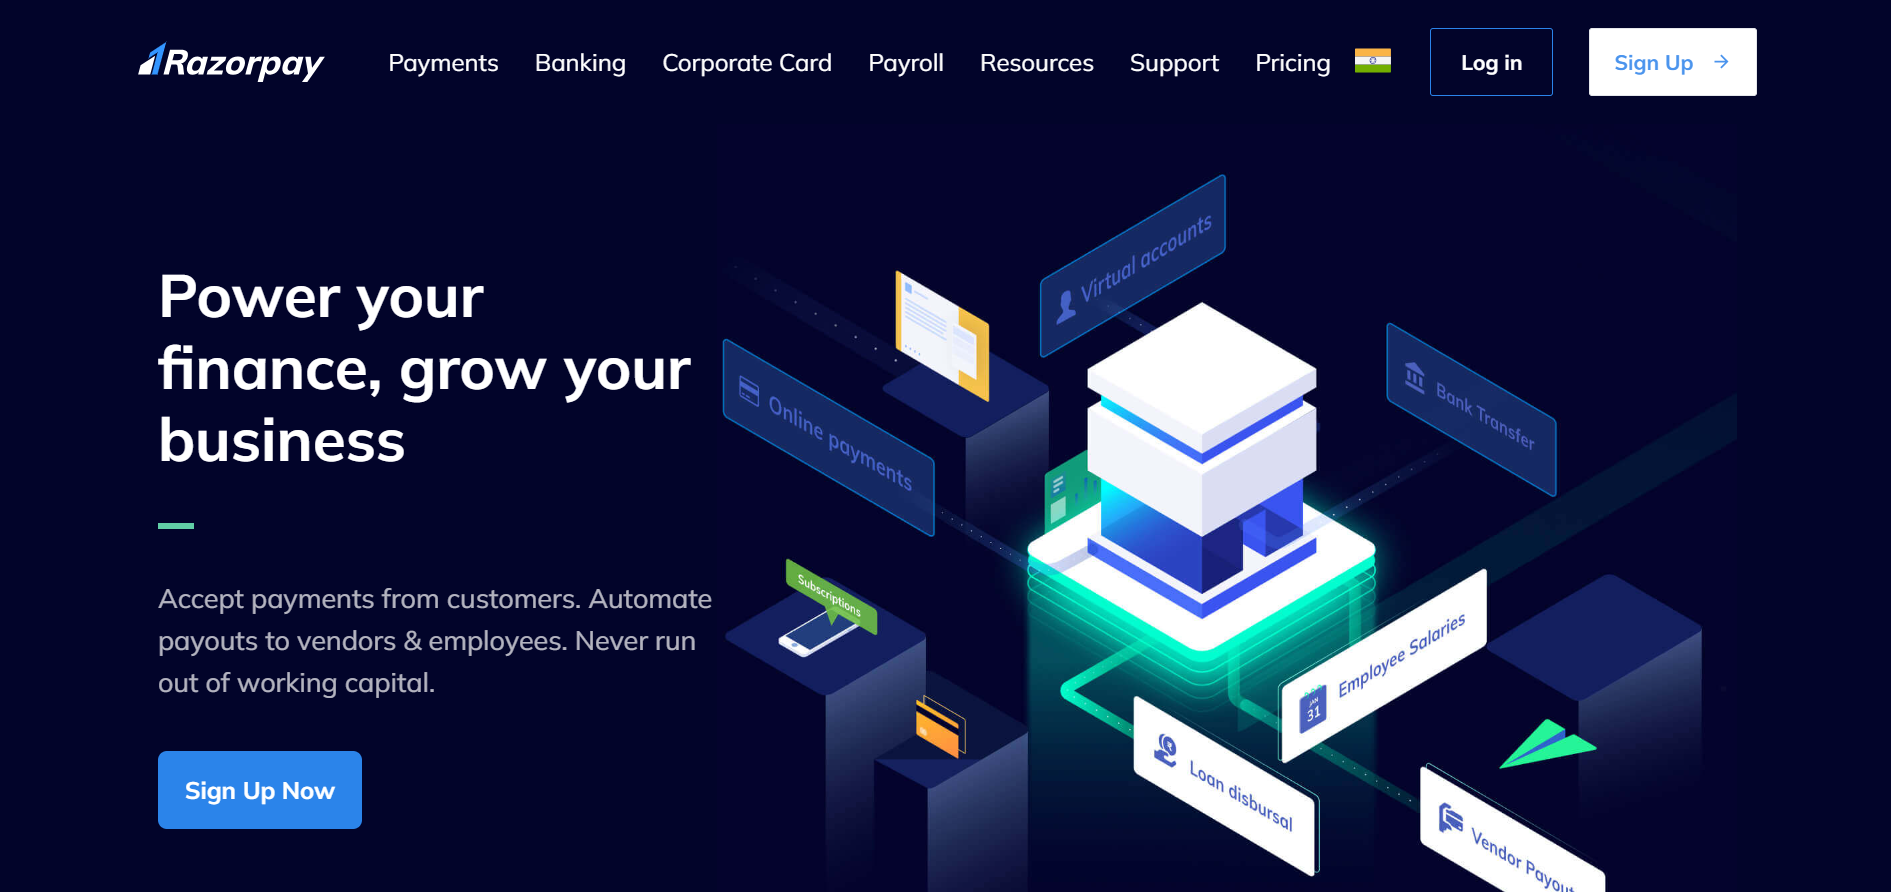 Razorpay
Payments
Banking
Corporate Card
Payroll
Resources
Support
Pricing
Log in
Sign Up
Power your
finance, grow your
business
Accept payments from customers. Automate
payouts to vendors & employees. Never run
out of working capital.
Sign Up Now
Virtual accounts
Online payments
Bank Transfer
Subscriptions
Employee Salaries
JAN
31
Loan disbursal
Vendor Payout